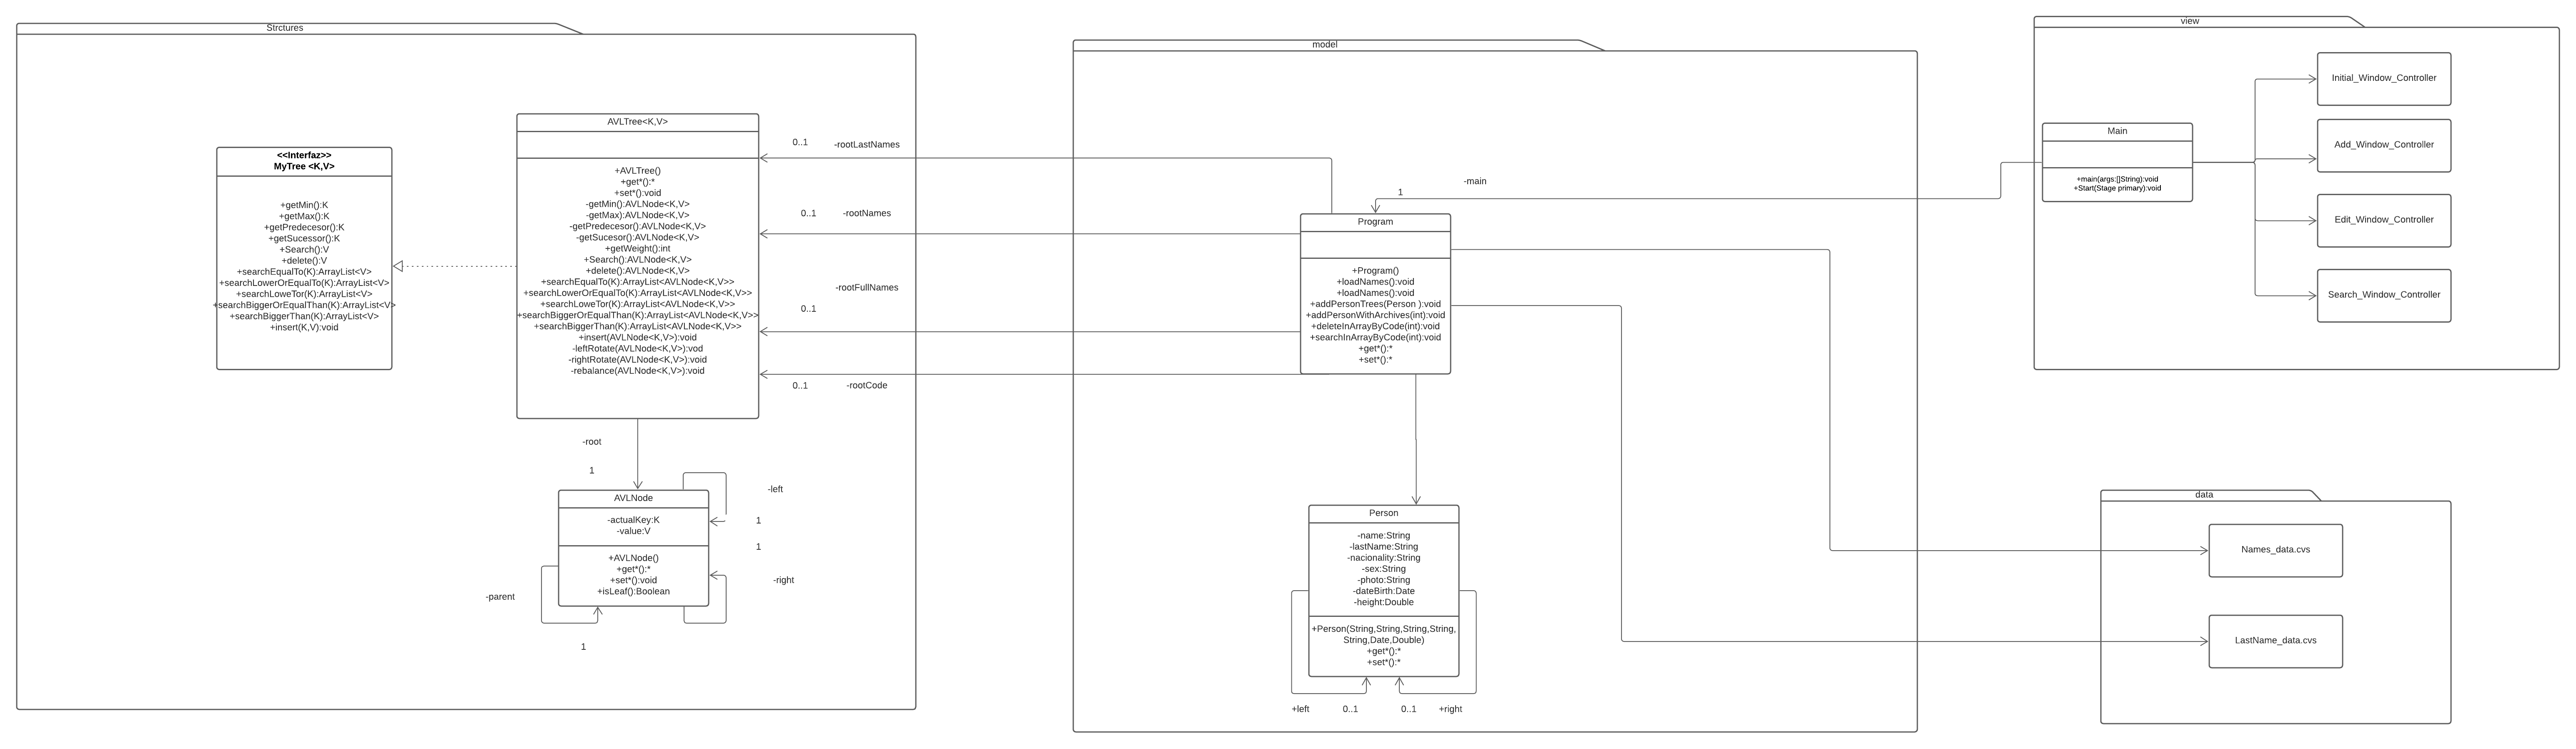 Strctures
<<Interfaz>>
MyTree <K,V>
+getMin():K
+getMax():K
+getPredecesor():K
+getSucessor():K
+Search():V
+delete():V
+searchEqualTo(K):ArrayList<V>
+searchLowerOrEqualTo(K):ArrayList<V>
+searchLoweTor(K):ArrayList<V>
+searchBiggerOrEqualThan(K):ArrayList<V>
+searchBiggerThan(K):ArrayList<V>
+insert(K,V):void
AVLTree<K,V>
+AVLTree()
+get*():*
+set*():void
-getMin():AVLNode<K,V>
-getMax):AVLNode<K,V>
-getPredecesor():AVLNode<K,V>
-getSucesor():AVLNode<K,V>
+getWeight():int
+Search():AVLNode<K,V>
+delete():AVLNode<K,V>
+searchEqualTo(K):ArrayList<AVLNode<K,V>>
+searchLowerOrEqualTo(K):ArrayList<AVLNode<K,V>>
+searchLoweTor(K):ArrayList<AVLNode<K,V>>
+searchBiggerOrEqualThan(K):ArrayList<AVLNode<K,V>>
+searchBiggerThan(K):ArrayList<AVLNode<K,V>>
+insert(AVLNode<K,V>):void
-leftRotate(AVLNode<K,V>):vod
-rightRotate(AVLNode<K,V>):void
-rebalance(AVLNode<K,V>):void
0..1
-rootLastNames
0..1
-rootNames
-rootFullNames
0..1
0..1
-rootCode
-root
1
AVLNode
-actualKey:K
-value:V
+AVLNode()
+get*():*
+set*():void
+isLeaf():Boolean
-left
1
1
-right
-parent
1
model
-main
1
Program
+Program()
+loadNames():void
+loadNames():void
+addPersonTrees(Person ):void
+addPersonWithArchives(int):void
+deleteInArrayByCode(int):void
+searchInArrayByCode(int):void
+get*():*
+set*():*
Person
-name:String
-lastName:String
-nacionality:String
-sex:String
-photo:String
-dateBirth:Date
-height:Double
+Person(String,String,String,String,
String,Date,Double)
+get*():*
+set*():*
+left
0..1
0..1
+right
view
Main
+main(args:[]String):void
+Start(Stage primary):void
Initial_Window_Controller
Add_Window_Controller
Edit_Window_Controller
Search_Window_Controller
data
Names_data.cvs
LastName_data.cvs